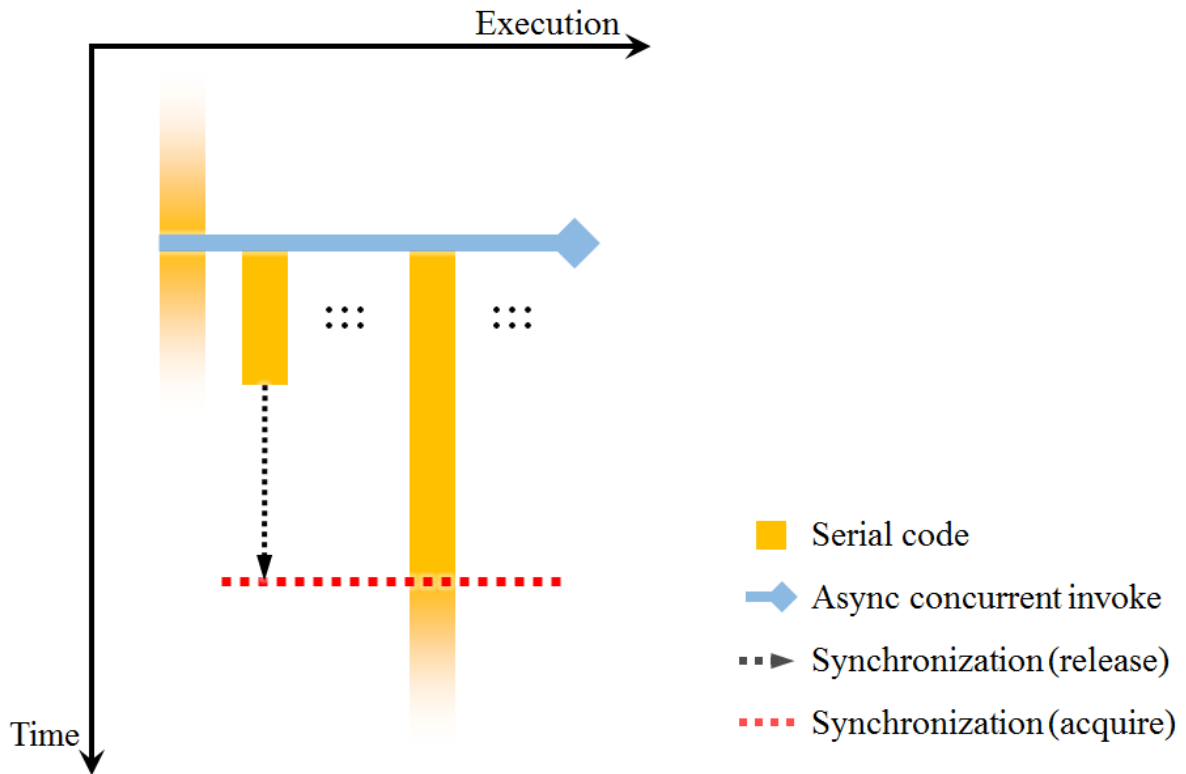 Execution
Serial code
Async concurrent invoke
Synchronization (release)
Synchronization (acquire)
Time